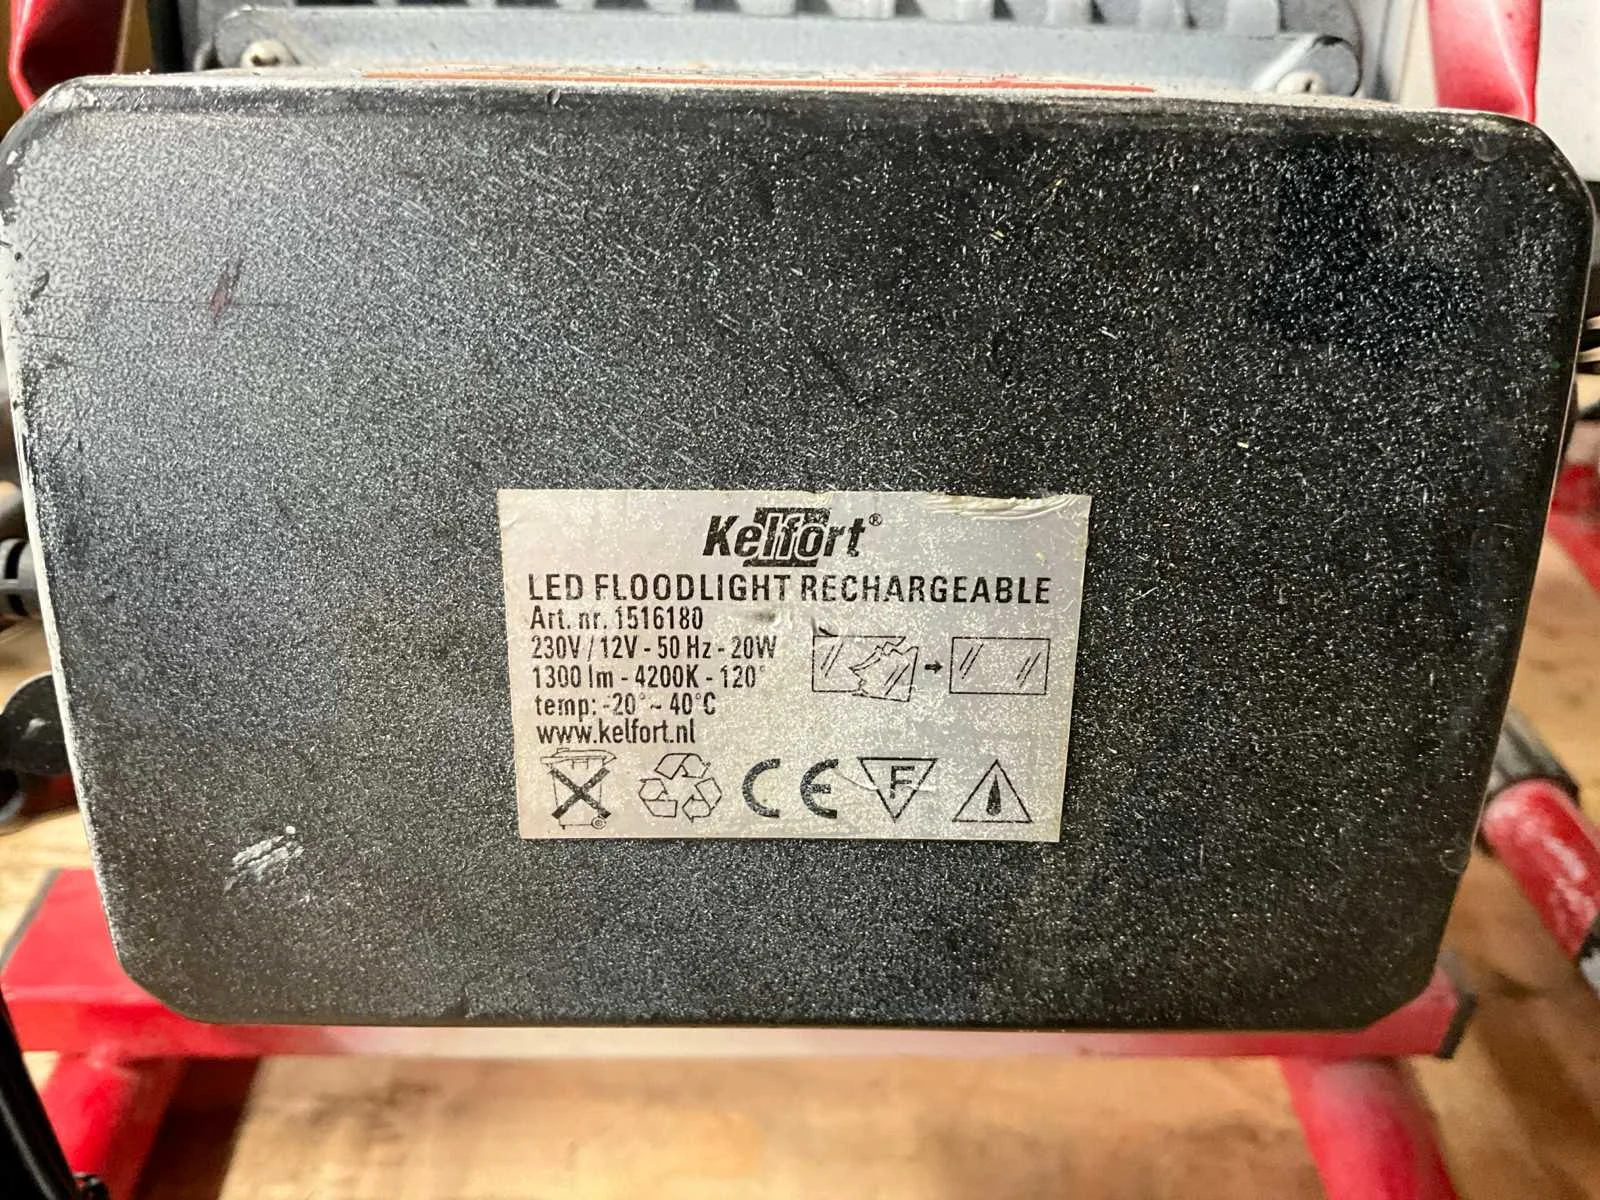 Kelfort®
LED FLOODLIGHT RECHARGEABLE
Art. nr. 1516180
230V / 12V - 50 Hz - 20W
1300 lm - 4200K - 120°
temp: -20° ~ 40°C
www.kelfort.nl
CE F